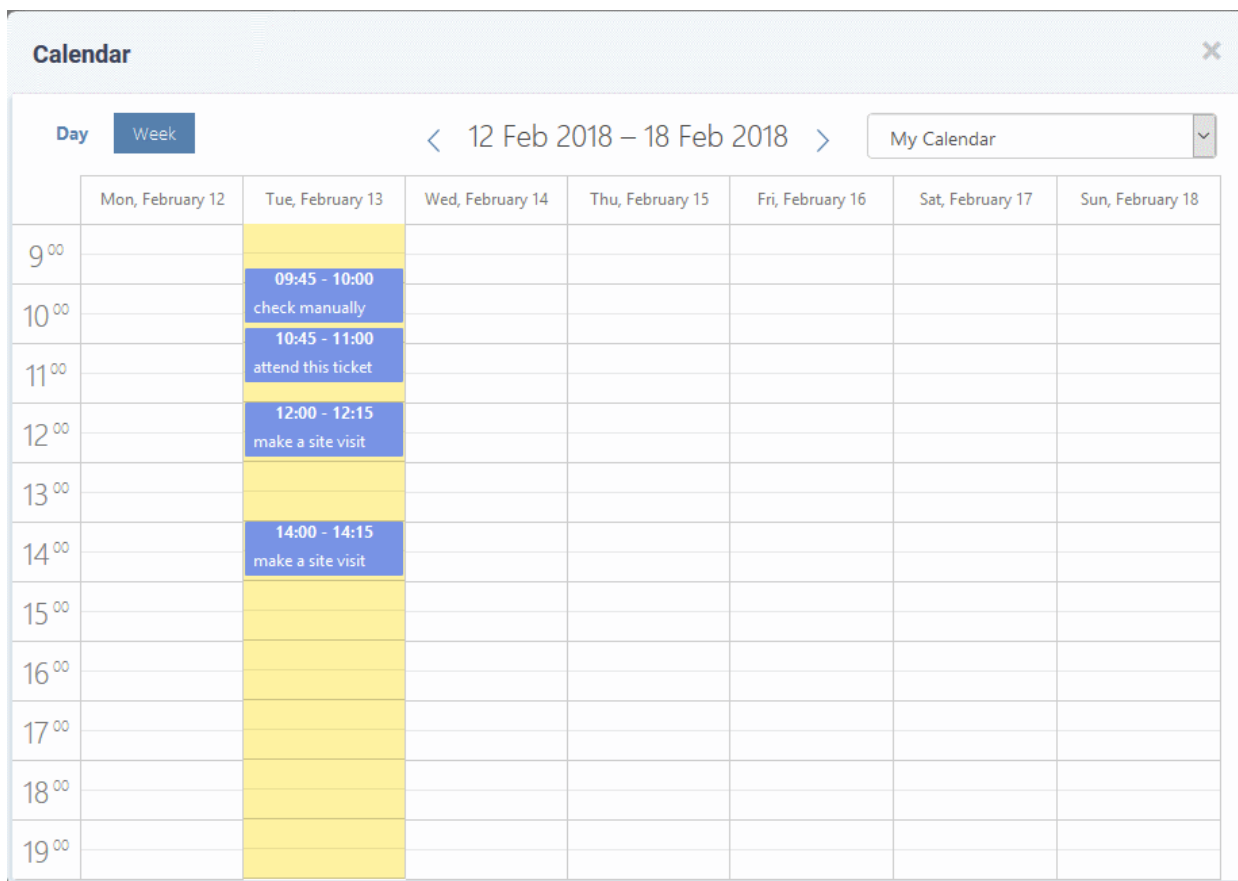 Calendar
Day Week 12 Feb 2018 – 18 Feb 2018 My Calendar
Mon, February 12 Tue, February 13 Wed, February 14 Thu, February 15 Fri, February 16 Sat, February 17 Sun, February 18
9 00
09:45 - 10:00
check manually
10 00
10:45 - 11:00
attend this ticket
11 00
12:00 - 12:15
12 00
make a site visit
13 00
14:00 - 14:15
14 00
make a site visit
15 00
16 00
17 00
18 00
19 00